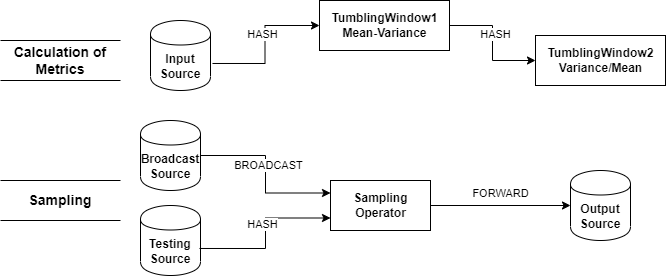 Calculation of
Metrics
Input
Source
HASH
TumblingWindow1
Mean-Variance
HASH
TumblingWindow2
Variance/Mean
Sampling
Broadcast
Source
BROADCAST
Testing
Source
HASH
Sampling
Operator
FORWARD
Output
Source